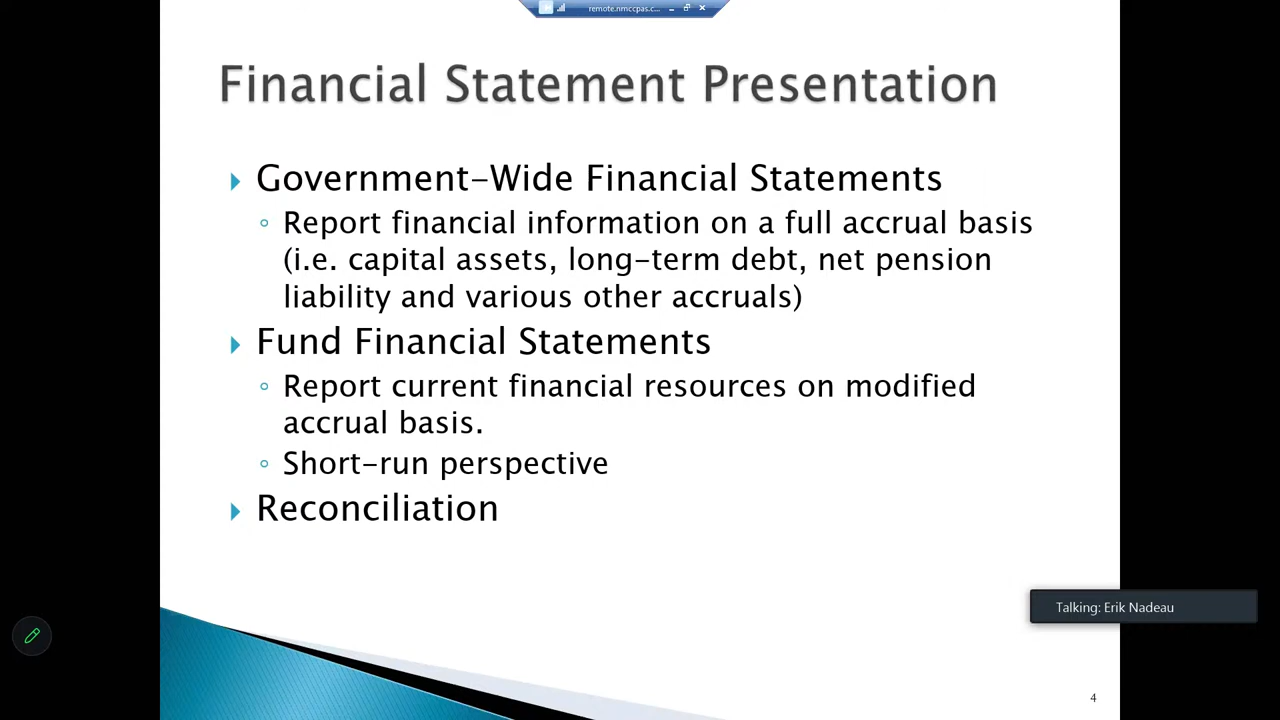 remote.nmccpas.c...
Financial Statement Presentation
Government-Wide Financial Statements
Report financial information on a full accrual basis
(i.e. capital assets, long-term debt, net pension
liability and various other accruals)
Fund Financial Statements
Report current financial resources on modified
accrual basis.
Short-run perspective
Reconciliation
Talking: Erik Nadeau
4